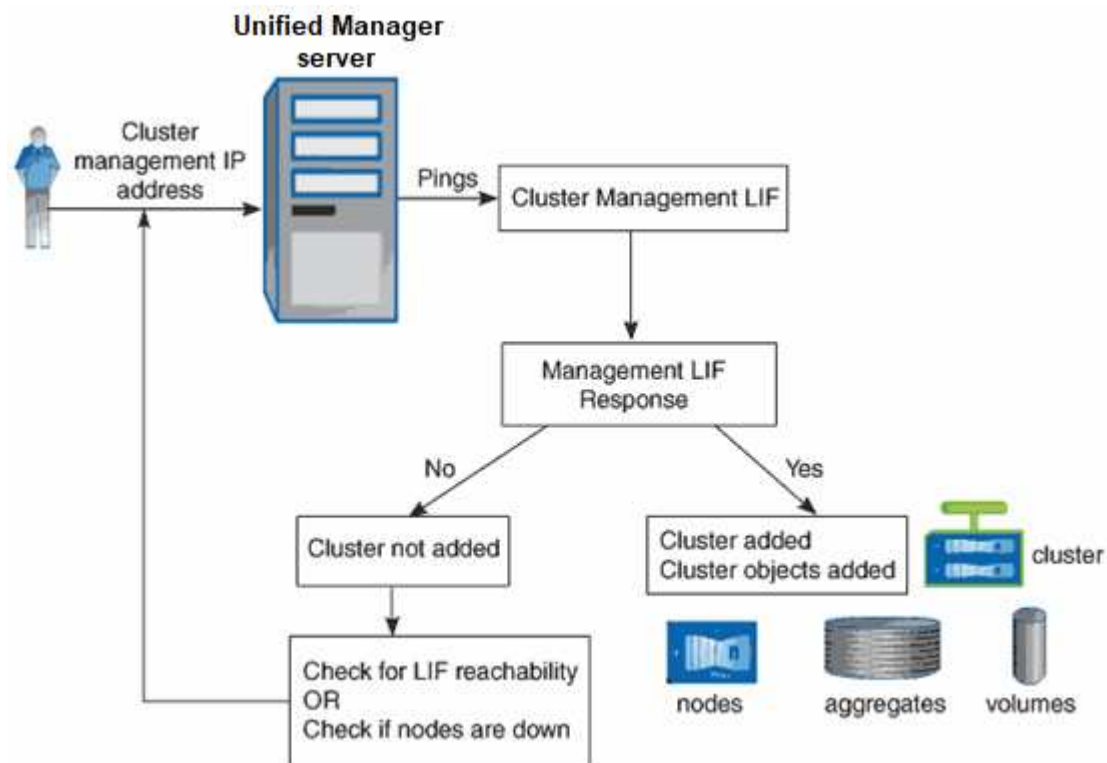 Unified Manager
server
Cluster
management IP
address
Pings
Cluster Management LIF
Management LIF
Response
No
Yes
Cluster not added
Cluster added
Cluster objects added
cluster
Check for LIF reachability
OR
Check if nodes are down
nodes
aggregates
volumes